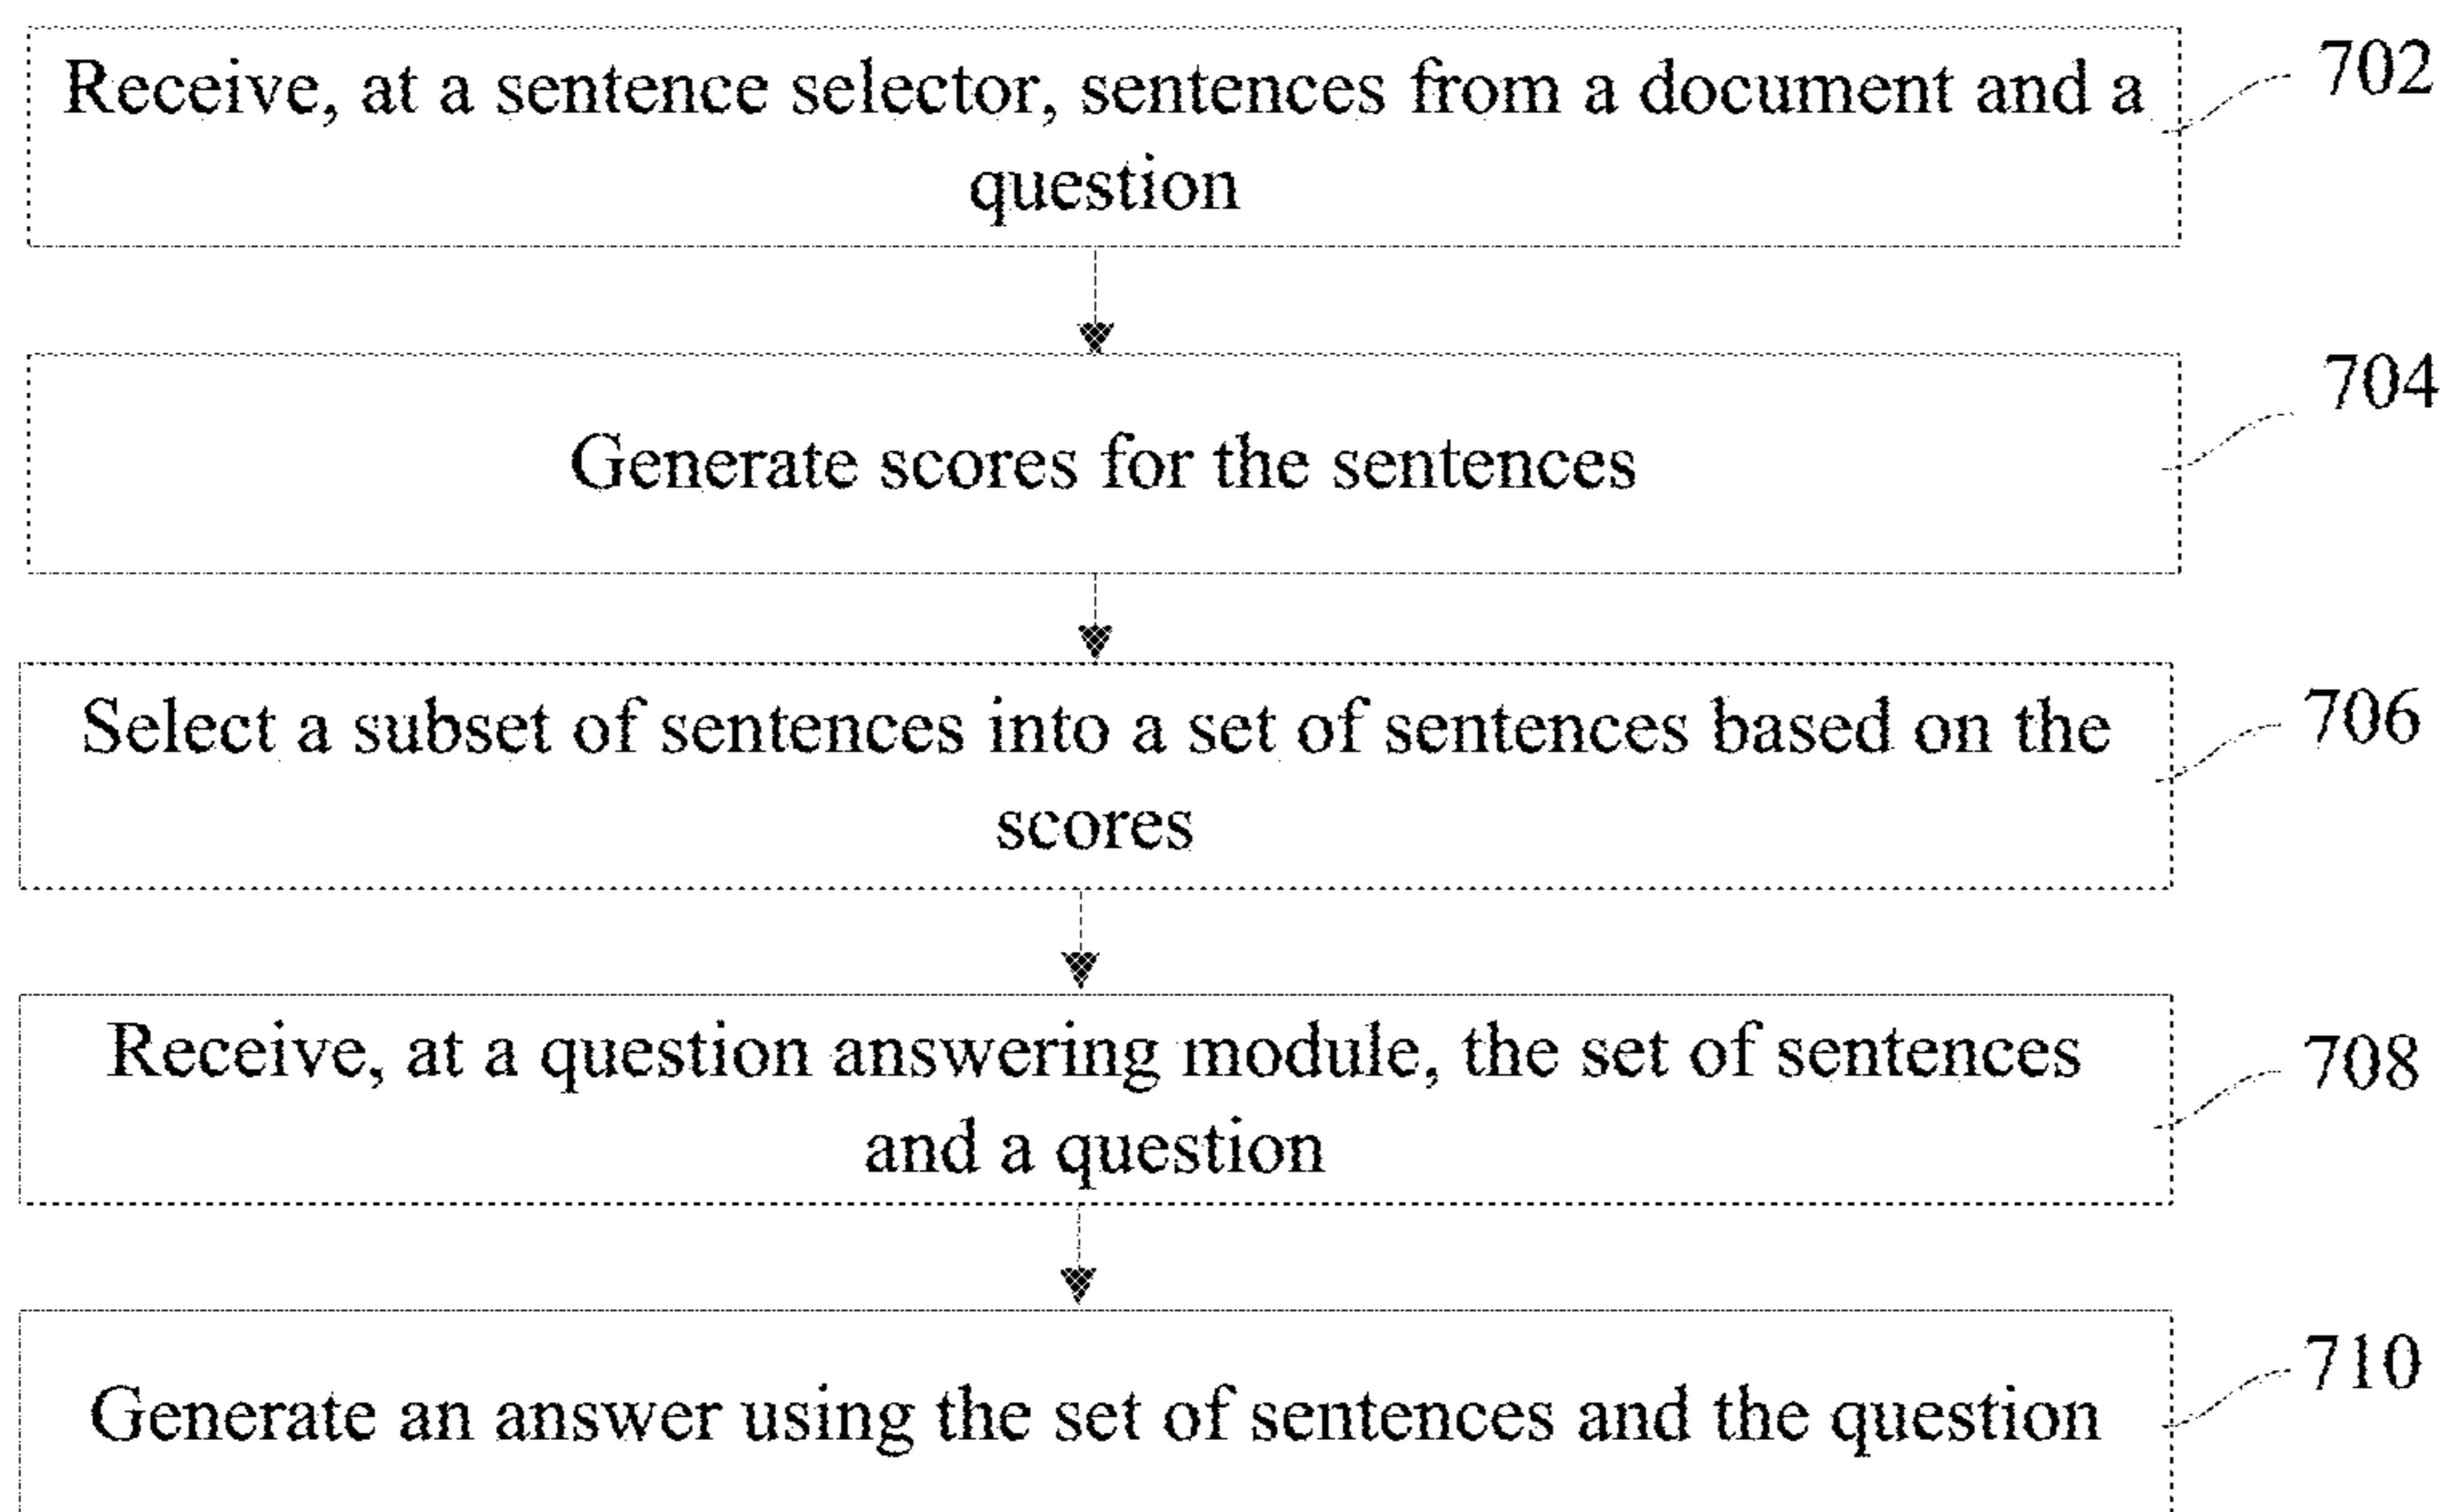 Receive, at a sentence selector, sentences from a document and a
question
702
Generate scores for the sentences
704
Select a subset of sentences into a set of sentences based on the
scores
706
Receive, at a question answering module, the set of sentences
and a question
708
Generate an answer using the set of sentences and the question
710